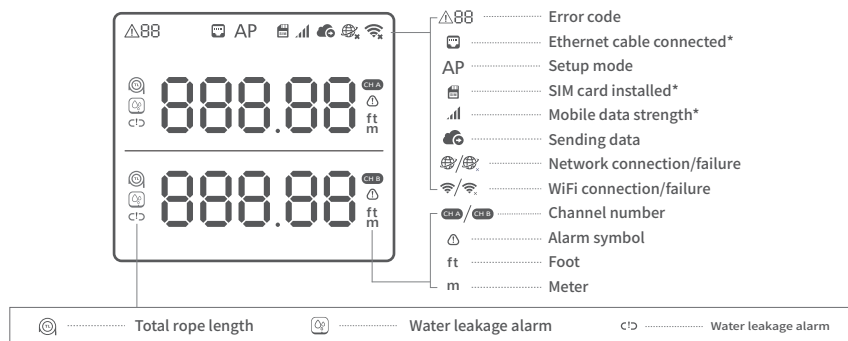 88 AP
888.88 CH A
ft
m
888.88 CH B
ft
m
88 Error code
Ethernet cable connected*
AP Setup mode
SIM card installed*
Mobile data strength*
Sending data
/ Network connection/failure
/ WiFi connection/failure
CH A / CH B Channel number
Alarm symbol
ft Foot
m Meter
Total rope length Water leakage alarm Water leakage alarm